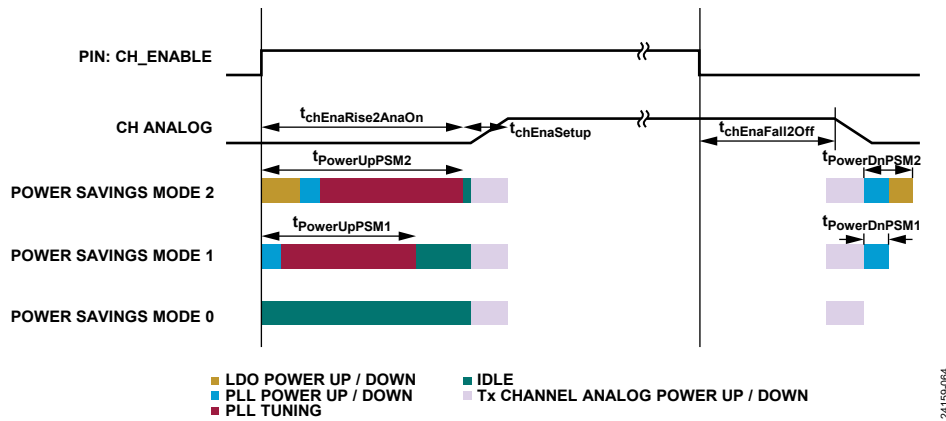 PIN: CH_ENABLE
CH ANALOG
tchEnaRise2AnaOn
tchEnaSetup
tchEnaFall2Off
tPowerUpPSM2
tPowerDnPSM2
POWER SAVINGS MODE 2
tPowerUpPSM1
tPowerDnPSM1
POWER SAVINGS MODE 1
POWER SAVINGS MODE 0
LDO POWER UP / DOWN
PLL POWER UP / DOWN
PLL TUNING
IDLE
Tx CHANNEL ANALOG POWER UP / DOWN
24159-064